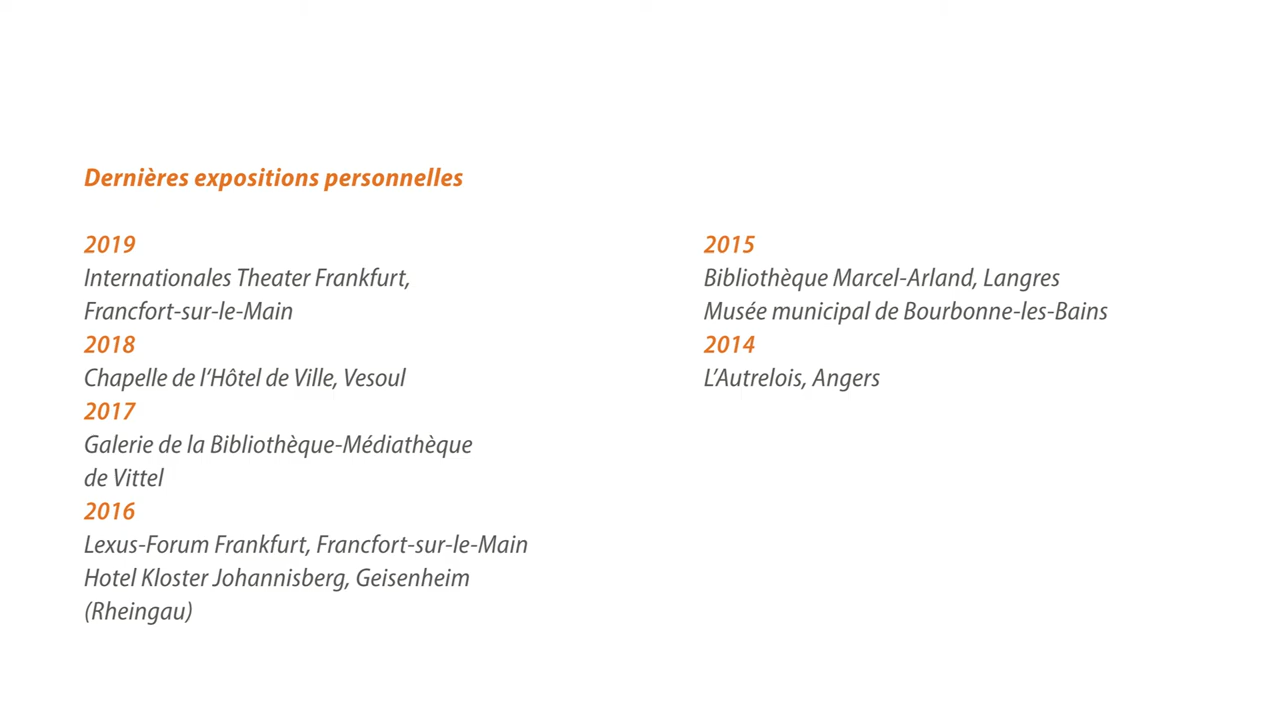 Dernières expositions personnelles
2019
Internationales Theater Frankfurt,
Francfort-sur-le-Main
2018
Chapelle de l‘Hôtel de Ville, Vesoul
2017
Galerie de la Bibliothèque-Médiathèque
de Vittel
2016
Lexus-Forum Frankfurt, Francfort-sur-le-Main
Hotel Kloster Johannisberg, Geisenheim
(Rheingau)
2015
Bibliothèque Marcel-Arland, Langres
Musée municipal de Bourbonne-les-Bains
2014
L’Autrelois, Angers